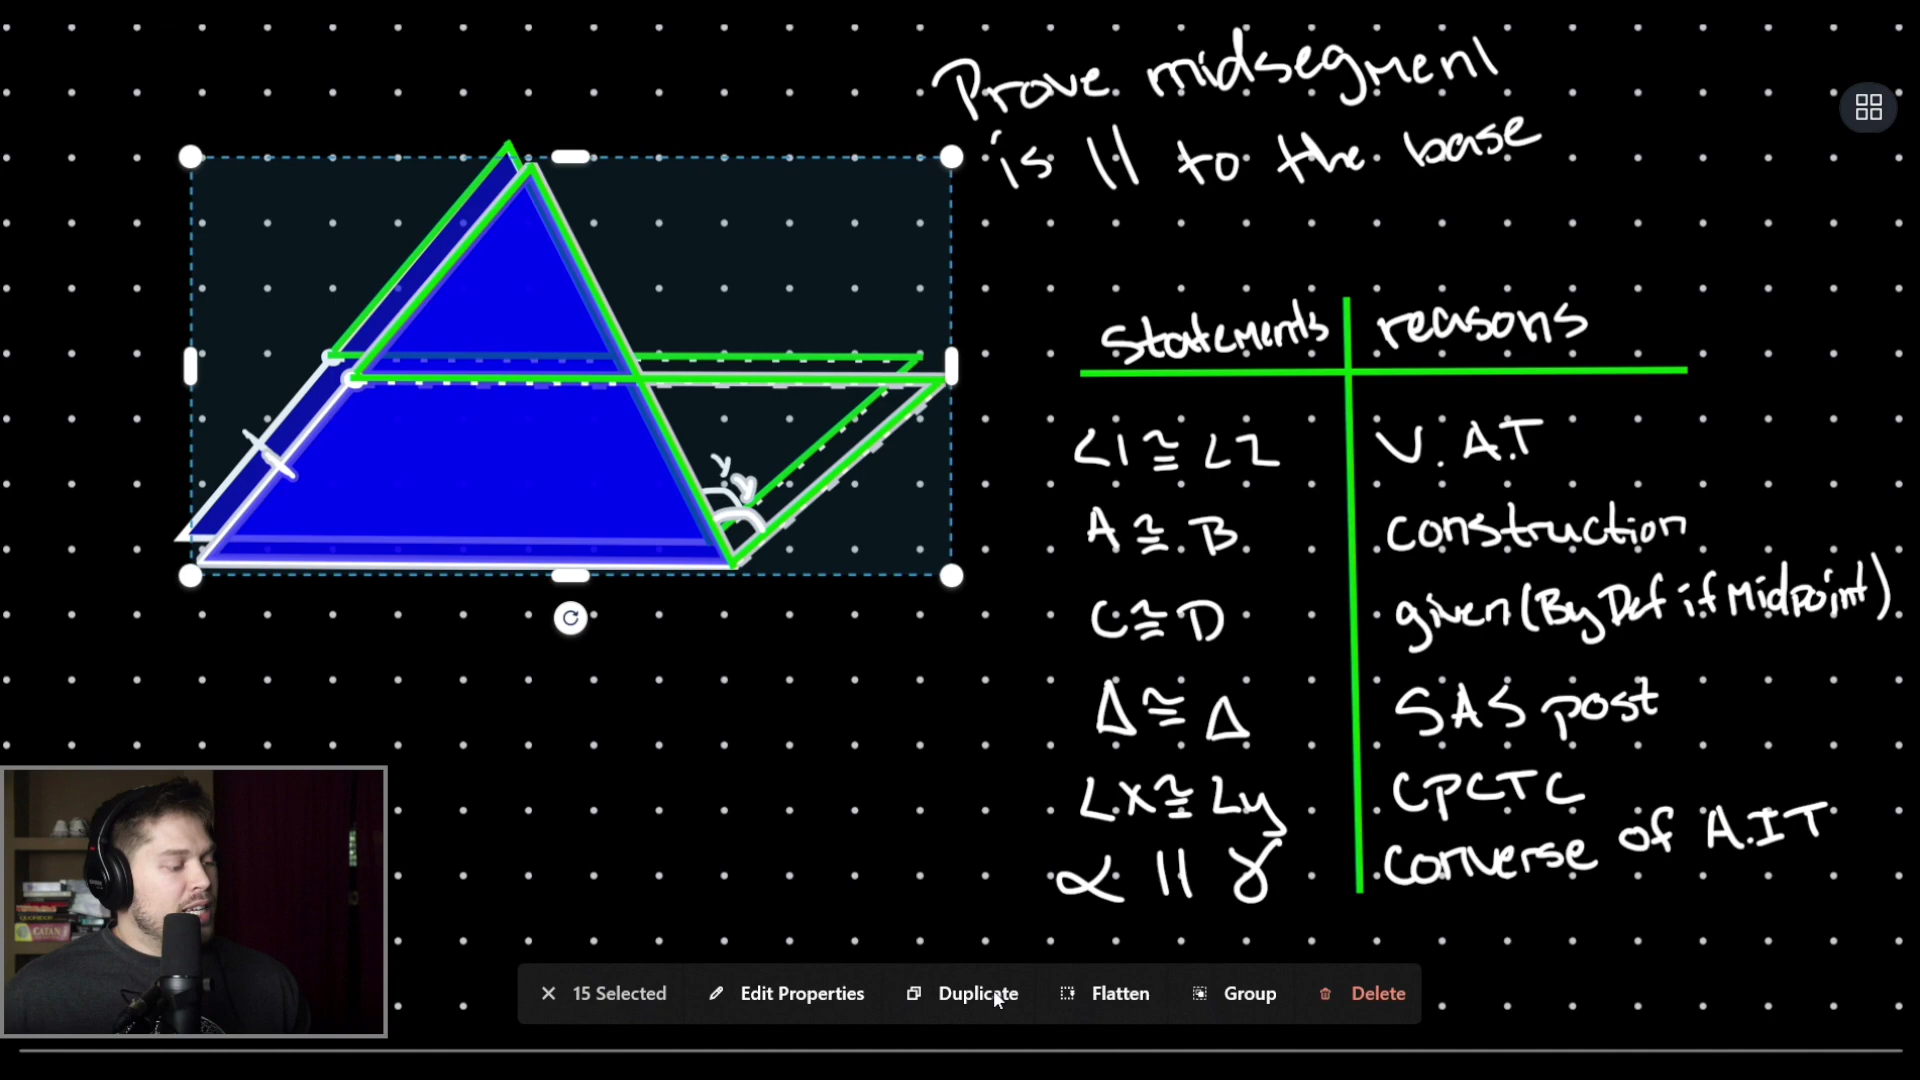 Prove midsegment
is || to the base
Statements reasons
∠1 ≅ ∠2 V.A.T
A ≅ B construction
C ≅ D given (By Def if Midpoint)
Δ ≅ Δ SAS post
∠x ≅ ∠y CPCTC
α || γ converse of A.I.T
y
y
CATAN
15 Selected Edit Properties Duplicate Flatten Group Delete